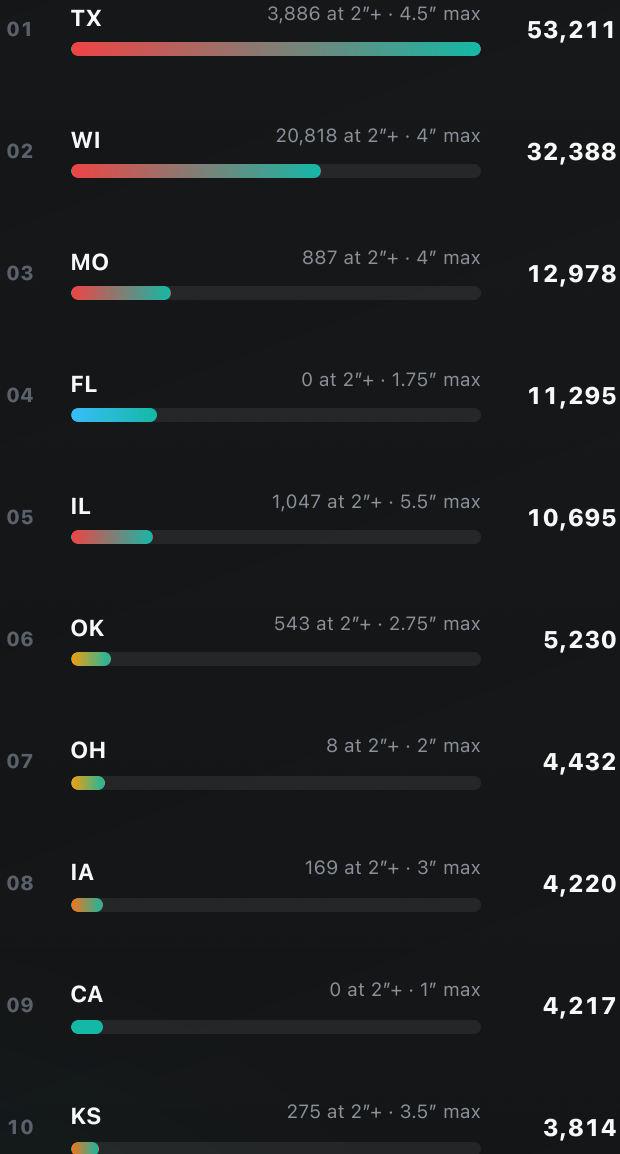 01 TX 3,886 at 2″+ · 4.5″ max 53,211
02 WI 20,818 at 2″+ · 4″ max 32,388
03 MO 887 at 2″+ · 4″ max 12,978
04 FL 0 at 2″+ · 1.75″ max 11,295
05 IL 1,047 at 2″+ · 5.5″ max 10,695
06 OK 543 at 2″+ · 2.75″ max 5,230
07 OH 8 at 2″+ · 2″ max 4,432
08 IA 169 at 2″+ · 3″ max 4,220
09 CA 0 at 2″+ · 1″ max 4,217
10 KS 275 at 2″+ · 3.5″ max 3,814